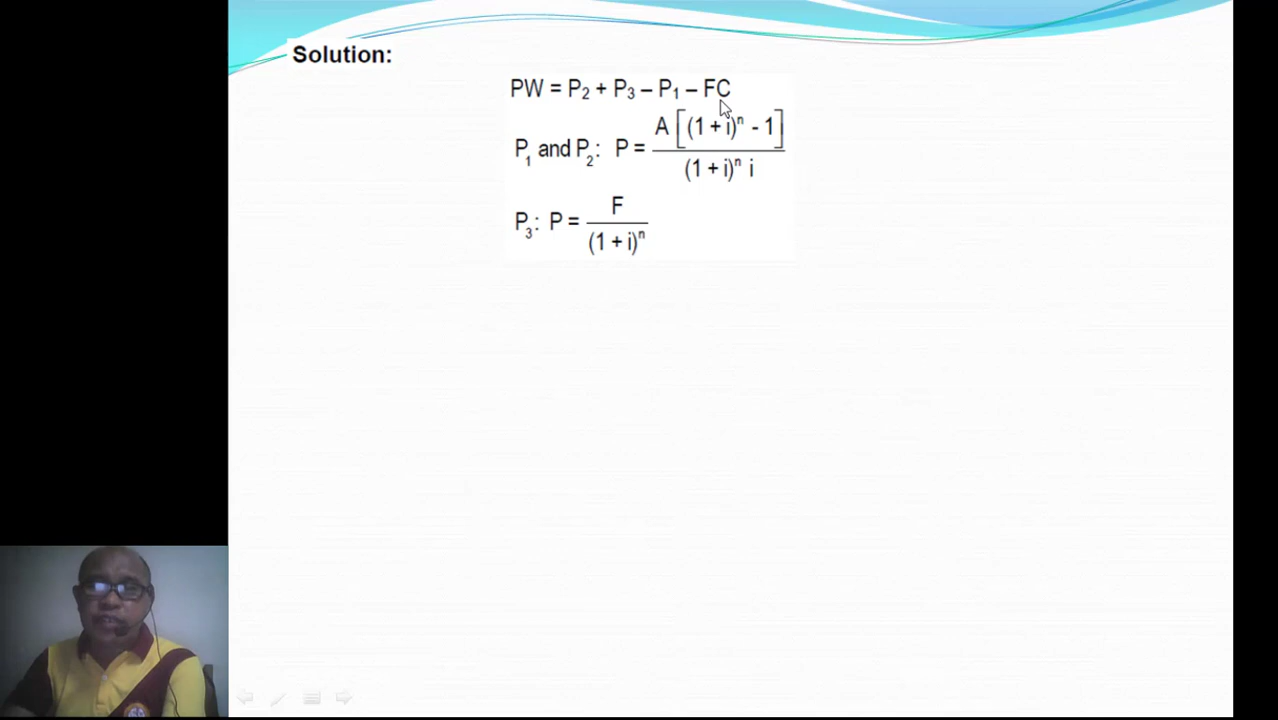 Solution:
PW = P₂ + P₃ – P₁ – FC
P₁ and P₂: P = A [(1 + i)ⁿ - 1] / (1 + i)ⁿ i
P₃: P = F / (1 + i)ⁿ